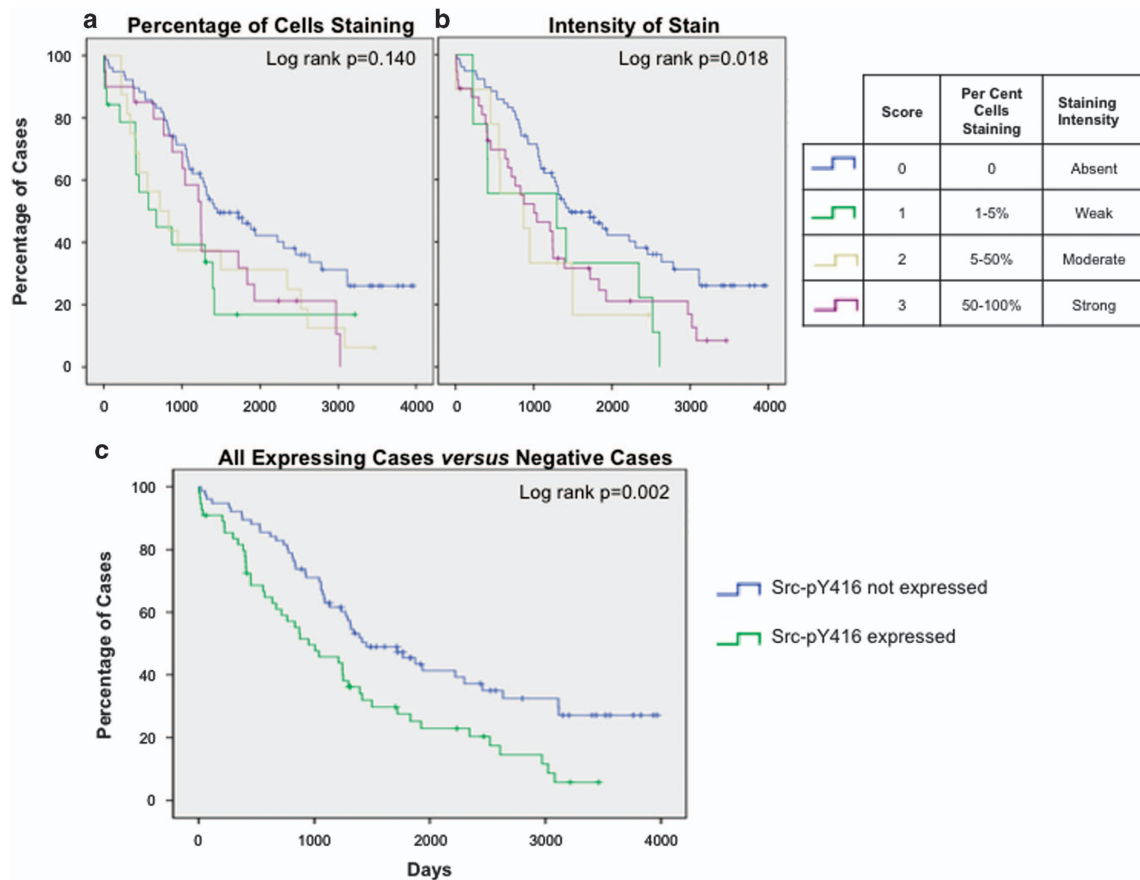 a Percentage of Cells Staining
b Intensity of Stain
Log rank p=0.140
Log rank p=0.018
Percentage of Cases
100
80
60
40
20
0
0 1000 2000 3000 4000
0 1000 2000 3000 4000
Score Per Cent Cells Staining Staining Intensity
0 0 Absent
1 1-5% Weak
2 5-50% Moderate
3 50-100% Strong
c All Expressing Cases versus Negative Cases
Log rank p=0.002
Percentage of Cases
100
80
60
40
20
0
0 1000 2000 3000 4000
Days
Src-pY416 not expressed
Src-pY416 expressed